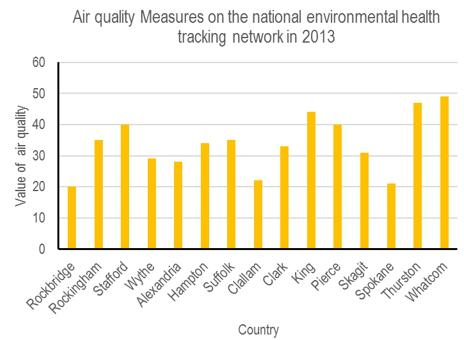 Air quality Measures on the national environmental health
tracking network in 2013
60
50
40
30
20
10
0
Value of air quality
Rockbridge
Rockingham
Stafford
Wythe
Alexandria
Hampton
Suffolk
Clallam
Clark
King
Pierce
Skagit
Spokane
Thurston
Whatcom
Country